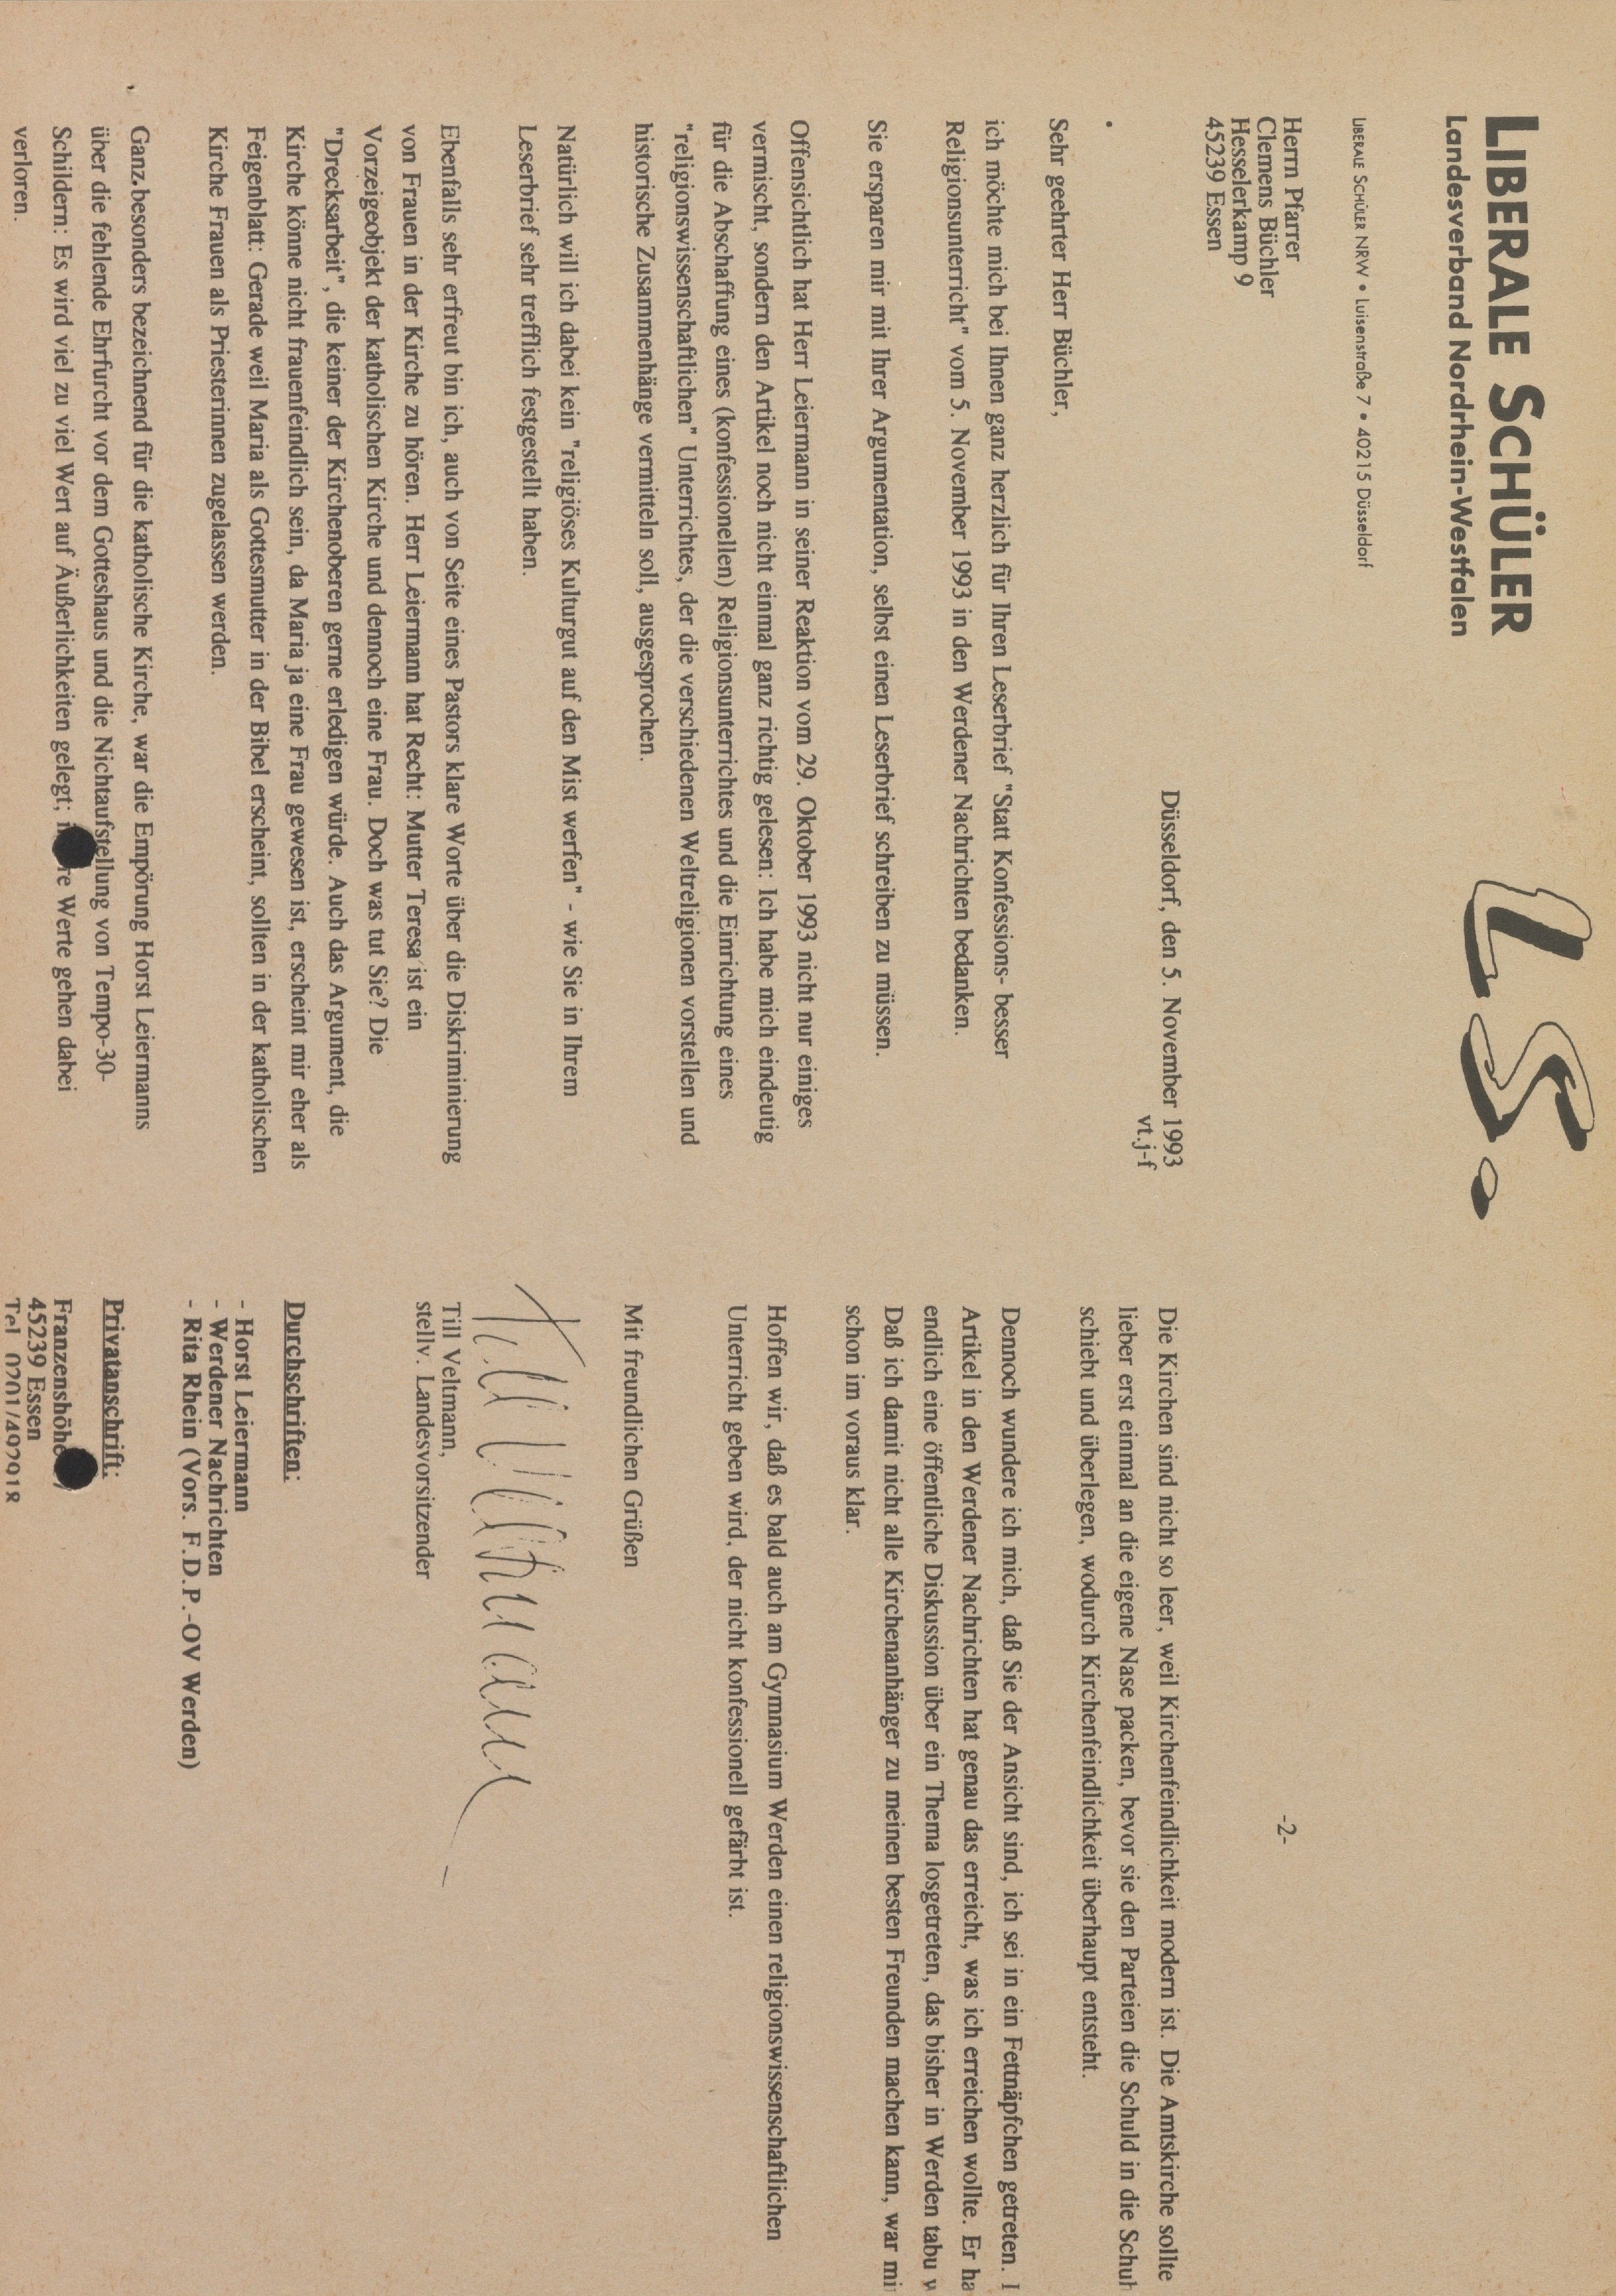 LIBERALE SCHÜLER
Landesverband Nordrhein-Westfalen
LS.
LIBERALE SCHÜLER NRW • Luisenstraße 7 • 40215 Düsseldorf
Herrn Pfarrer
Clemens Büchler
Hesselerkamp 9
45239 Essen
Düsseldorf, den 5. November 1993
vt.j-f
Sehr geehrter Herr Büchler,
ich möchte mich bei Ihnen ganz herzlich für Ihren Leserbrief "Statt Konfessions- besser
Religionsunterricht" vom 5. November 1993 in den Werdener Nachrichten bedanken.
Sie ersparen mir mit Ihrer Argumentation, selbst einen Leserbrief schreiben zu müssen.
Offensichtlich hat Herr Leiermann in seiner Reaktion vom 29. Oktober 1993 nicht nur einiges
vermischt, sondern den Artikel noch nicht einmal ganz richtig gelesen: Ich habe mich eindeutig
für die Abschaffung eines (konfessionellen) Religionsunterrichtes und die Einrichtung eines
"religionswissenschaftlichen" Unterrichtes, der die verschiedenen Weltreligionen vorstellen und
historische Zusammenhänge vermitteln soll, ausgesprochen.
Natürlich will ich dabei kein "religiöses Kulturgut auf den Mist werfen" - wie Sie in Ihrem
Leserbrief sehr trefflich festgestellt haben.
Ebenfalls sehr erfreut bin ich, auch von Seite eines Pastors klare Worte über die Diskriminierung
von Frauen in der Kirche zu hören. Herr Leiermann hat Recht: Mutter Teresa ist ein
Vorzeigeobjekt der katholischen Kirche und dennoch eine Frau. Doch was tut Sie? Die
"Drecksarbeit", die keiner der Kirchenoberen gerne erledigen würde. Auch das Argument, die
Kirche könne nicht frauenfeindlich sein, da Maria ja eine Frau gewesen ist, erscheint mir eher als
Feigenblatt: Gerade weil Maria als Gottesmutter in der Bibel erscheint, sollten in der katholischen
Kirche Frauen als Priesterinnen zugelassen werden.
Ganz besonders bezeichnend für die katholische Kirche, war die Empörung Horst Leiermanns
über die fehlende Ehrfurcht vor dem Gotteshaus und die Nichtaufstellung von Tempo-30-
Schildern: Es wird viel zu viel Wert auf Äußerlichkeiten gelegt; Werte gehen dabei
verloren.
-2-
Die Kirchen sind nicht so leer, weil Kirchenfeindlichkeit modern ist. Die Amtskirche sollte
lieber erst einmal an die eigene Nase packen, bevor sie den Parteien die Schuld in die Schuh
schiebt und überlegen, wodurch Kirchenfeindlichkeit überhaupt entsteht.
Dennoch wundere ich mich, daß Sie der Ansicht sind, ich sei in ein Fettnäpfchen getreten.
Artikel in den Werdener Nachrichten hat genau das erreicht, was ich erreichen wollte. Er ha
endlich eine öffentliche Diskussion über ein Thema losgetreten, das bisher in Werden tabu
Daß ich damit nicht alle Kirchenanhänger zu meinen besten Freunden machen kann, war mi
schon im voraus klar.
Hoffen wir, daß es bald auch am Gymnasium Werden einen religionswissenschaftlichen
Unterricht geben wird, der nicht konfessionell gefärbt ist.
Mit freundlichen Grüßen
Till Veltmann
Till Veltmann,
stellv. Landesvorsitzender
Durchschriften:
- Horst Leiermann
- Werdener Nachrichten
- Rita Rhein (Vors. F.D.P.-OV Werden)
Privatanschrift:
Franzenshöhe
45239 Essen
Tel 0201/492918